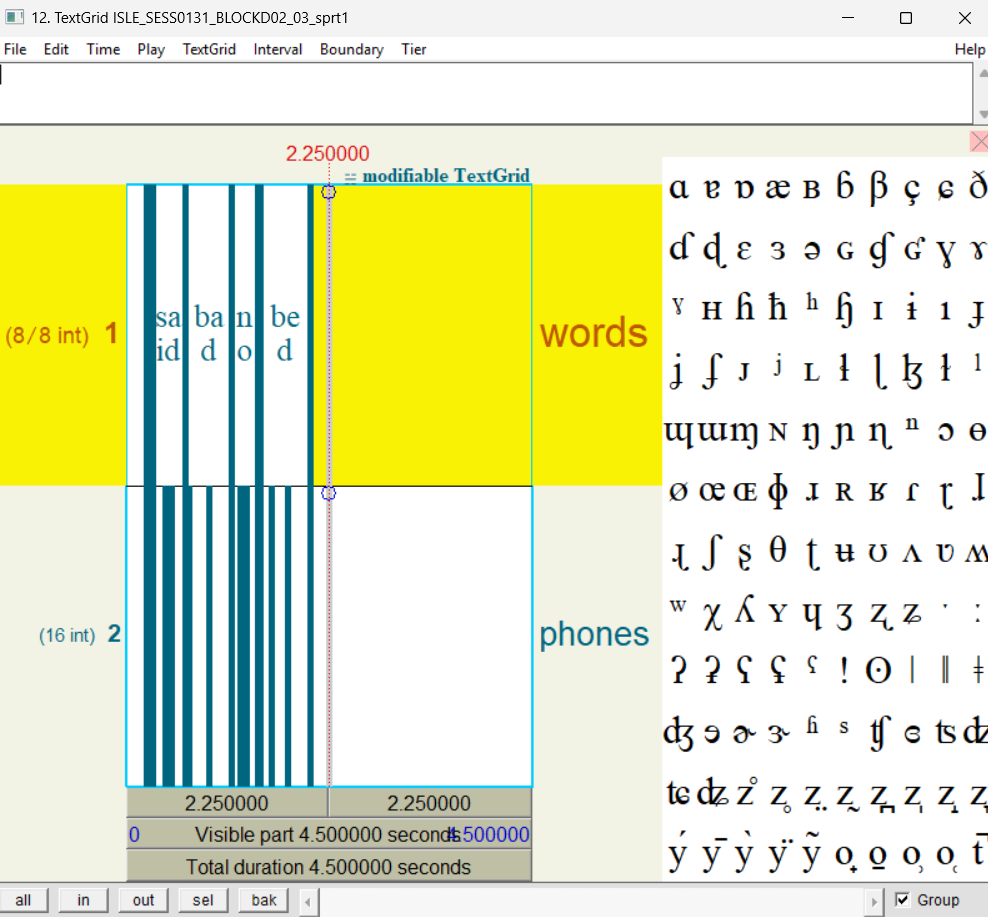 12. TextGrid ISLE_SESS0131_BLOCKD02_03_sprt1
File Edit Time Play TextGrid Interval Boundary Tier Help
2.250000
:: modifiable TextGrid
(8/8 int) 1
sa
id
ba
d
n
o
be
d
words
(16 int) 2
phones
2.250000 2.250000
0 Visible part 4.500000 seconds 4.500000
Total duration 4.500000 seconds
ɑ ɐ ɒ æ ʙ ɓ β ç ɕ ð
ɗ ɖ ɛ ɜ ə ɢ ɠ ʛ ɣ ɤ
ˠ ʜ ɦ ħ ʰ ɧ ɪ ɨ ı ɟ
ʝ ʄ ᴊ ʲ ʟ ɫ ɭ ɮ ɬ ˡ
ɰ ɯ ɱ ɴ ŋ ɲ ɳ ⁿ ɔ ɵ
ø œ ɶ ɸ ɹ ʀ ʁ ɾ ɽ ɺ
ɻ ʃ ʂ θ ʈ ʉ ʊ ʌ ʋ ʍ
ʷ χ ʎ ʏ ɥ ʒ ʐ ʑ ˑ ː
ʔ ʡ ʕ ʢ ˤ ǃ ʘ ǀ ǁ ǂ
ʤ ɘ ɚ ɝ ʱ ˢ ʧ ɞ ʦ ʣ
ʨ ʥ
all in out sel bak Group